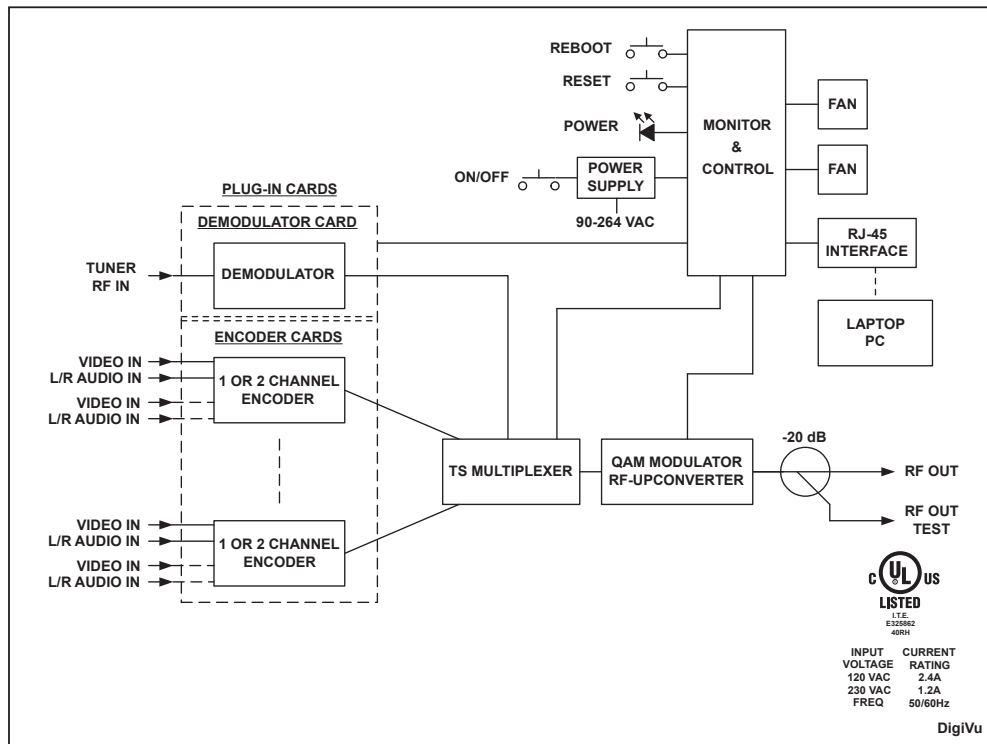 REBOOT
RESET
POWER
ON/OFF
POWER
SUPPLY
90-264 VAC
MONITOR
&
CONTROL
FAN
FAN
RJ-45
INTERFACE
LAPTOP
PC
PLUG-IN CARDS
DEMODULATOR CARD
TUNER
RF IN
DEMODULATOR
ENCODER CARDS
VIDEO IN
L/R AUDIO IN
VIDEO IN
L/R AUDIO IN
1 OR 2 CHANNEL
ENCODER
VIDEO IN
L/R AUDIO IN
VIDEO IN
L/R AUDIO IN
1 OR 2 CHANNEL
ENCODER
TS MULTIPLEXER
QAM MODULATOR
RF-UPCONVERTER
-20 dB
RF OUT
RF OUT
TEST
C UL US
®
LISTED
I.T.E.
E325862
40RH
INPUT CURRENT
VOLTAGE RATING
120 VAC 2.4A
230 VAC 1.2A
FREQ 50/60Hz
DigiVu